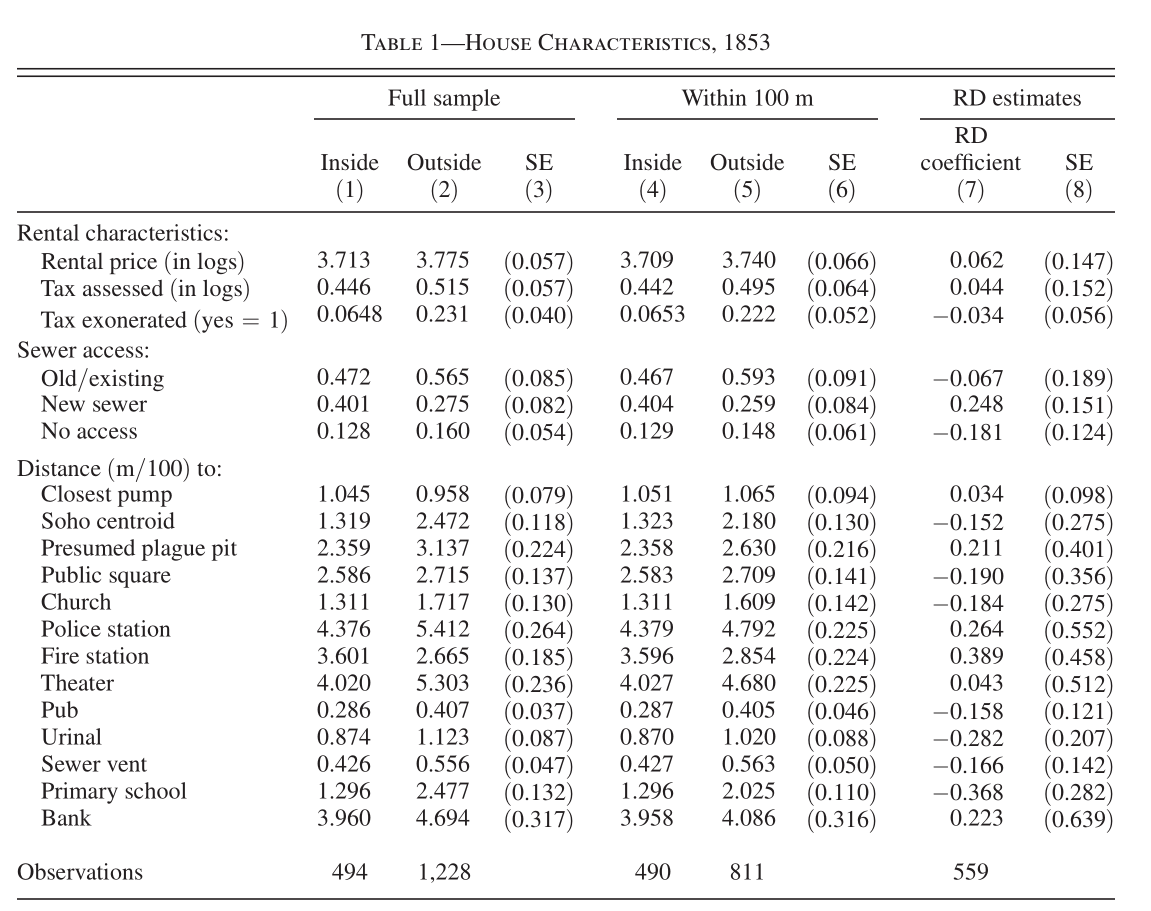 TABLE 1—HOUSE CHARACTERISTICS, 1853
Full sample Within 100 m RD estimates
RD
Inside Outside SE Inside Outside SE coefficient SE
(1) (2) (3) (4) (5) (6) (7) (8)
Rental characteristics:
Rental price (in logs) 3.713 3.775 (0.057) 3.709 3.740 (0.066) 0.062 (0.147)
Tax assessed (in logs) 0.446 0.515 (0.057) 0.442 0.495 (0.064) 0.044 (0.152)
Tax exonerated (yes = 1) 0.0648 0.231 (0.040) 0.0653 0.222 (0.052) −0.034 (0.056)
Sewer access:
Old/existing 0.472 0.565 (0.085) 0.467 0.593 (0.091) −0.067 (0.189)
New sewer 0.401 0.275 (0.082) 0.404 0.259 (0.084) 0.248 (0.151)
No access 0.128 0.160 (0.054) 0.129 0.148 (0.061) −0.181 (0.124)
Distance (m/100) to:
Closest pump 1.045 0.958 (0.079) 1.051 1.065 (0.094) 0.034 (0.098)
Soho centroid 1.319 2.472 (0.118) 1.323 2.180 (0.130) −0.152 (0.275)
Presumed plague pit 2.359 3.137 (0.224) 2.358 2.630 (0.216) 0.211 (0.401)
Public square 2.586 2.715 (0.137) 2.583 2.709 (0.141) −0.190 (0.356)
Church 1.311 1.717 (0.130) 1.311 1.609 (0.142) −0.184 (0.275)
Police station 4.376 5.412 (0.264) 4.379 4.792 (0.225) 0.264 (0.552)
Fire station 3.601 2.665 (0.185) 3.596 2.854 (0.224) 0.389 (0.458)
Theater 4.020 5.303 (0.236) 4.027 4.680 (0.225) 0.043 (0.512)
Pub 0.286 0.407 (0.037) 0.287 0.405 (0.046) −0.158 (0.121)
Urinal 0.874 1.123 (0.087) 0.870 1.020 (0.088) −0.282 (0.207)
Sewer vent 0.426 0.556 (0.047) 0.427 0.563 (0.050) −0.166 (0.142)
Primary school 1.296 2.477 (0.132) 1.296 2.025 (0.110) −0.368 (0.282)
Bank 3.960 4.694 (0.317) 3.958 4.086 (0.316) 0.223 (0.639)
Observations 494 1,228 490 811 559